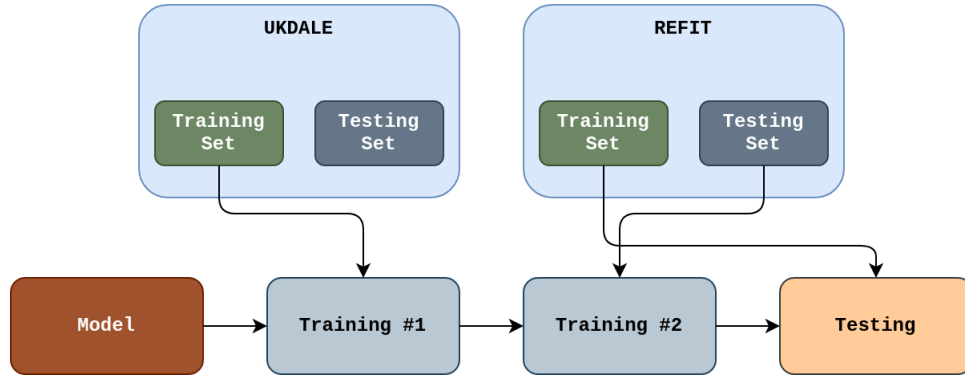 UKDALE
REFIT
Training
Set
Testing
Set
Training
Set
Testing
Set
Model
Training #1
Training #2
Testing